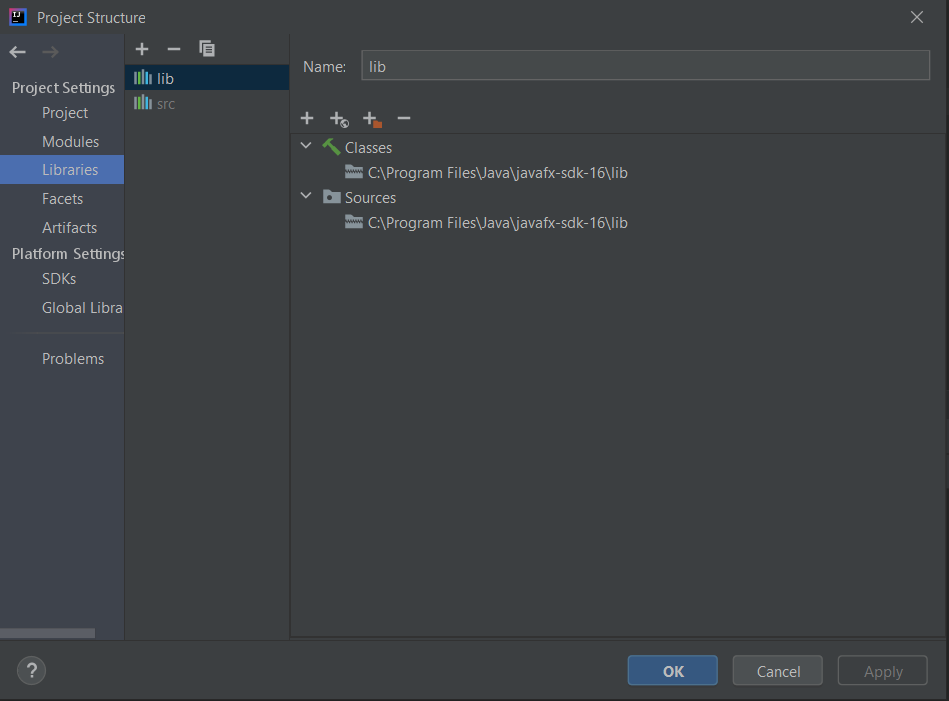 Project Structure
Project Settings
Project
Modules
Libraries
Facets
Artifacts
Platform Settings
SDKs
Global Libra
Problems
lib
src
Name: lib
Classes
C:\Program Files\Java\javafx-sdk-16\lib
Sources
C:\Program Files\Java\javafx-sdk-16\lib
?
OK Cancel Apply